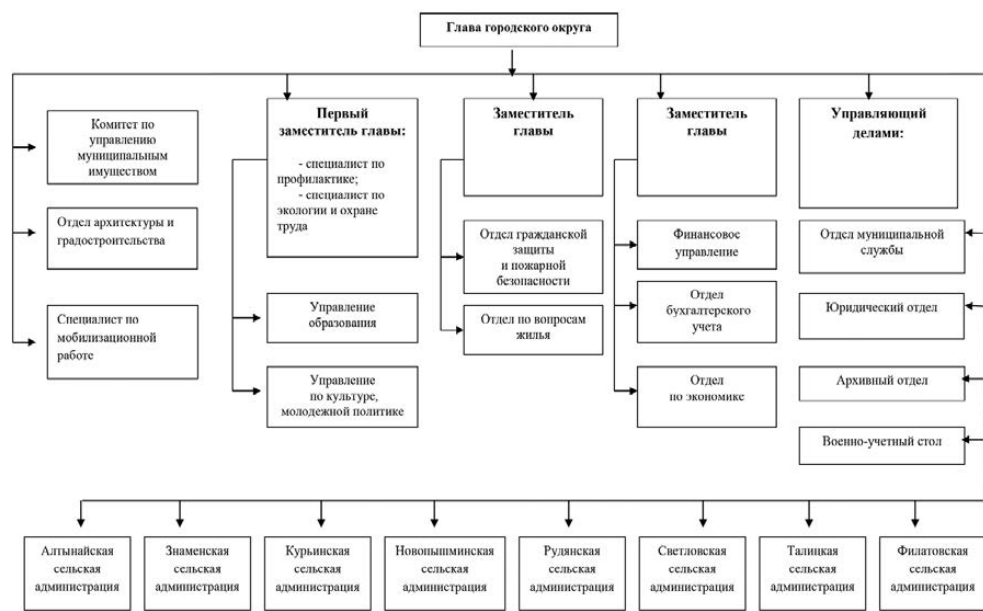 Глава городского округа
Комитет по
управлению
муниципальным
имуществом
Отдел архитектуры и
градостроительства
Специалист по
мобилизационной
работе
Первый
заместитель главы:
- специалист по
профилактике;
- специалист по
экологии и охране
труда
Управление
образования
Управление
по культуре,
молодежной политике
Заместитель
главы
Отдел гражданской
защиты
и пожарной
безопасности
Отдел по вопросам
жилья
Заместитель
главы
Финансовое
управление
Отдел
бухгалтерского
учета
Отдел
по экономике
Управляющий
делами:
Отдел муниципальной
службы
Юридический отдел
Архивный отдел
Военно-учетный стол
Алтынайская
сельская
администрация
Знаменская
сельская
администрация
Курьинская
сельская
администрация
Новопышминская
сельская
администрация
Рудянская
сельская
администрация
Светловская
сельская
администрация
Талицкая
сельская
администрация
Филатовская
сельская
администрация